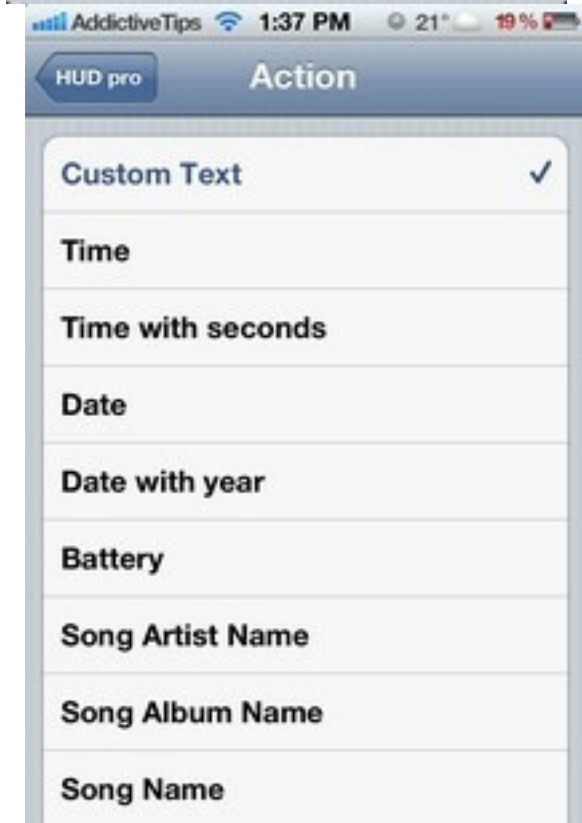 AddictiveTips 1:37 PM 21° 19%
HUD pro Action
Custom Text
Time
Time with seconds
Date
Date with year
Battery
Song Artist Name
Song Album Name
Song Name